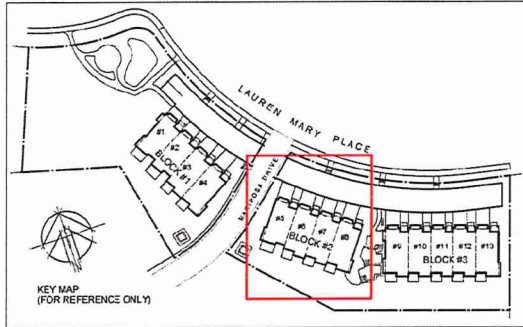 LAUREN MARY PLACE
MARIPOSA DRIVE
#1
#2
#3
#4
BLOCK #1
#5
#6
#7
#8
BLOCK #2
#9 #10 #11 #12 #13
BLOCK #3
KEY MAP
(FOR REFERENCE ONLY)